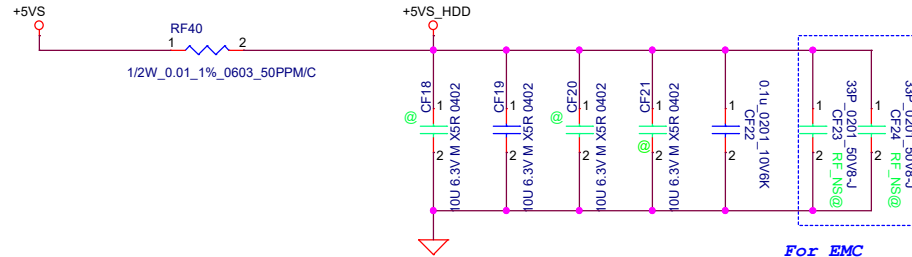 +5VS
+5VS_HDD
RF40
1
2
1/2W_0.01_1%_0603_50PPM/C
CF18
@
1
2
10U 6.3V M X5R 0402
CF19
1
2
10U 6.3V M X5R 0402
CF20
@
1
2
10U 6.3V M X5R 0402
CF21
@
1
2
10U 6.3V M X5R 0402
0.1u_0201_10V6K
CF22
1
2
33P_0201_50V8-J
CF23
RF_NS@
1
2
33P_0201_50V8-J
CF24
RF_NS@
1
2
For EMC